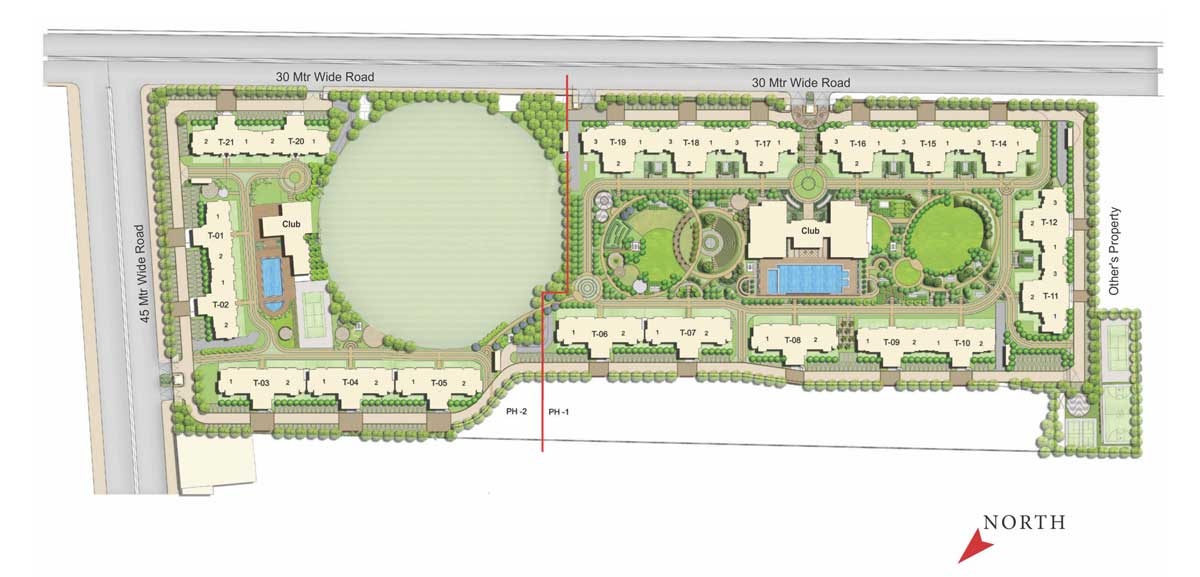 30 Mtr Wide Road
30 Mtr Wide Road
2 T-21 1 2 T-20 1
3 T-19 1 3 T-18 1 3 T-17 1
2 2 2
3 T-16 1 3 T-15 1 3 T-14 1
2 2 2
1
T-01
2
2
T-02
1
Club
Club
3
T-12
1
3
T-11
1
2
2
45 Mtr Wide Road
Other's Property
1 T-06 2 1 T-07 2
1 T-08 2 1 T-09 2 1 T-10 2
1 T-03 2 1 T-04 2 1 T-05 2
PH -2 PH -1
NORTH